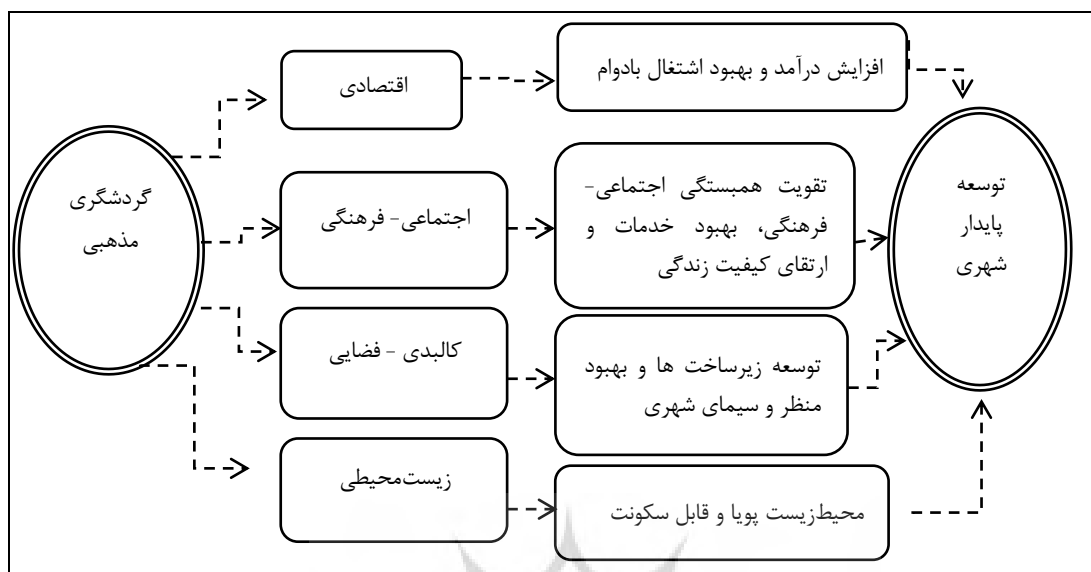 گردشگری
مذهبی
اقتصادی
افزایش درآمد و بهبود اشتغال بادوام
اجتماعی- فرهنگی
تقویت همبستگی اجتماعی-
فرهنگی، بهبود خدمات و
ارتقای کیفیت زندگی
کالبدی - فضایی
توسعه زیرساخت ها و بهبود
منظر و سیمای شهری
زیست‌محیطی
محیط‌زیست پویا و قابل سکونت
توسعه
پایدار
شهری